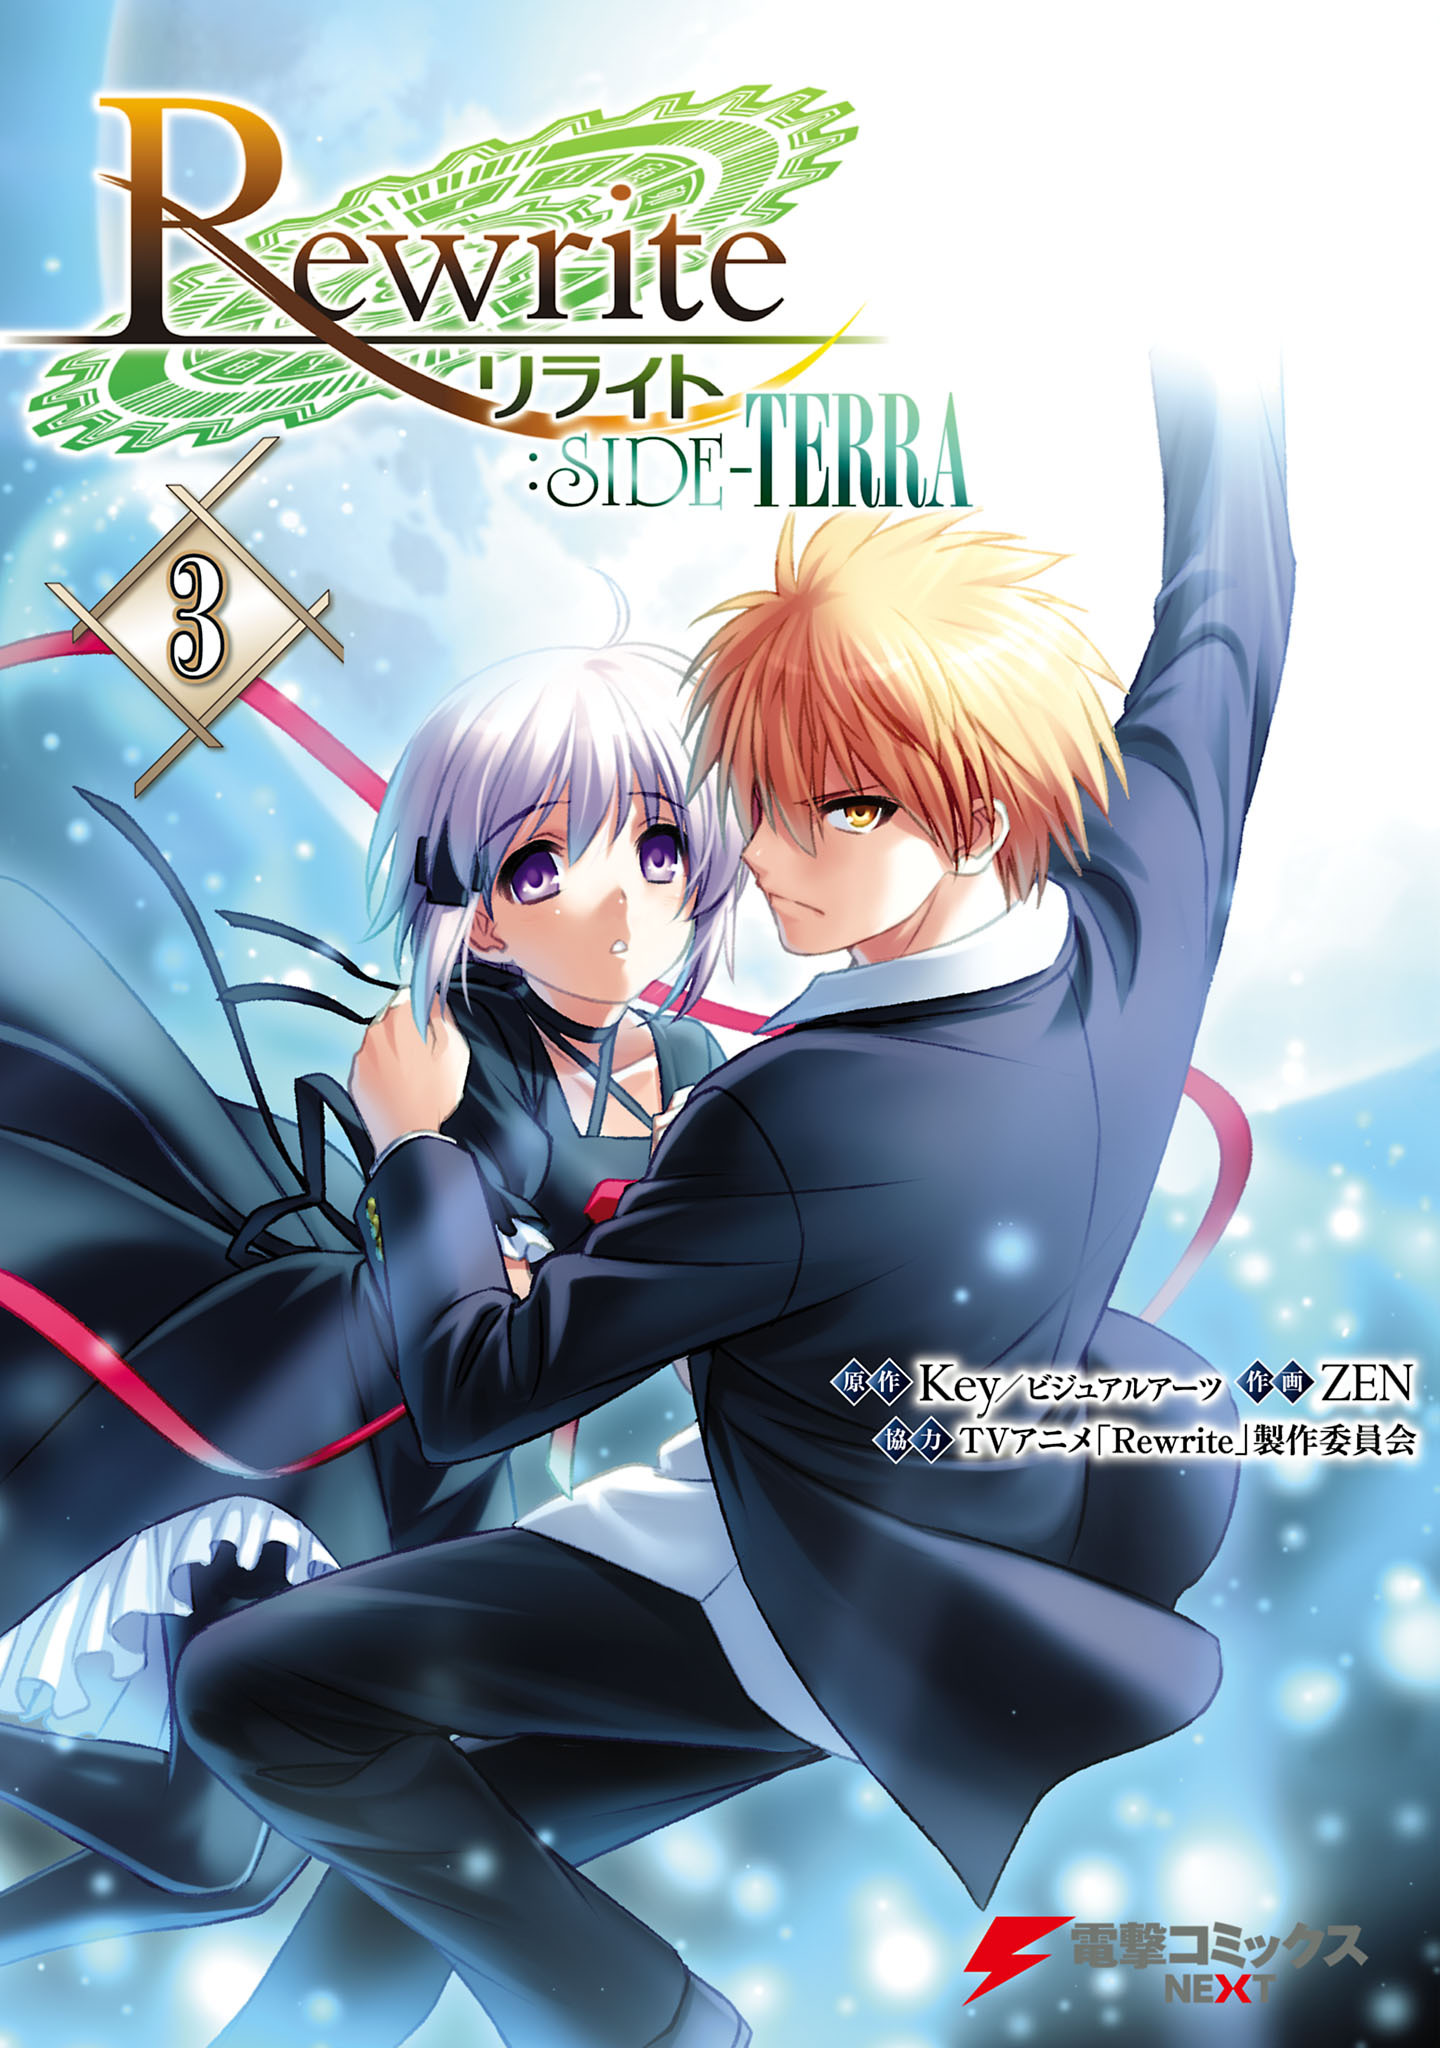 Rewrite
リライト
:SIDE-TERRA
3
原作 Key/ビジュアルアーツ 作画 ZEN
協力 TVアニメ「Rewrite」製作委員会
電撃コミックス
NEXT